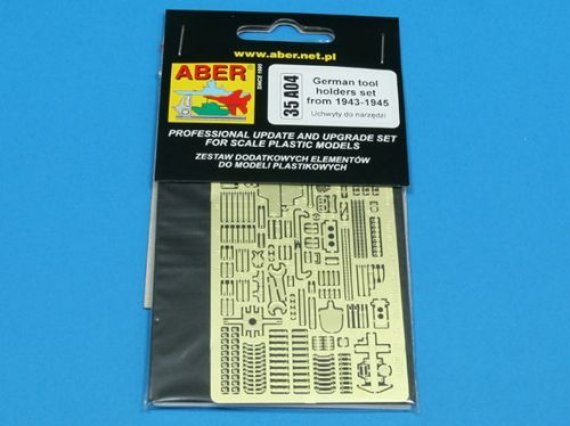 www.aber.net.pl
ABER
SINCE 1995
35 A04
German tool
holders set
from 1943-1945
Uchwyty do narzędzi
PROFESSIONAL UPDATE AND UPGRADE SET
FOR SCALE PLASTIC MODELS
ZESTAW DODATKOWYCH ELEMENTÓW
DO MODELI PLASTIKOWYCH